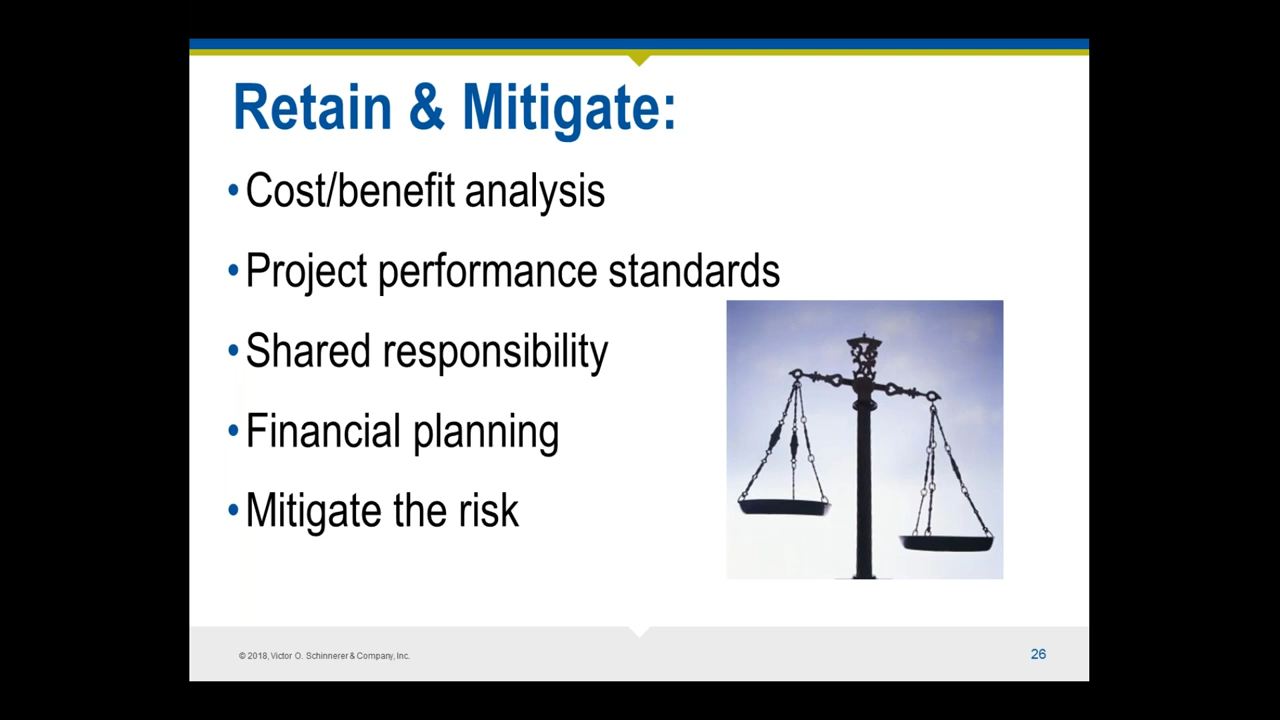 Retain & Mitigate:
•Cost/benefit analysis
•Project performance standards
•Shared responsibility
•Financial planning
•Mitigate the risk
© 2018, Victor O. Schinnerer & Company, Inc.
26